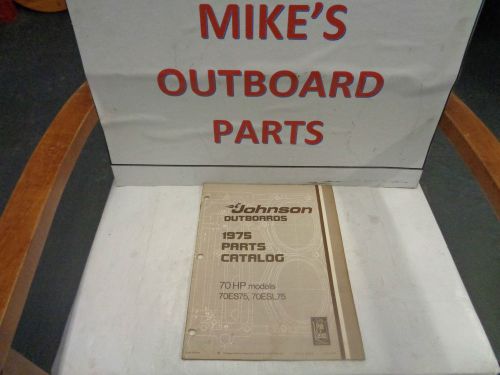 MIKE'S
OUTBOARD
PARTS
Johnson
OUTBOARDS
1975
PARTS
CATALOG
70 HP models
70ES75, 70ESL75